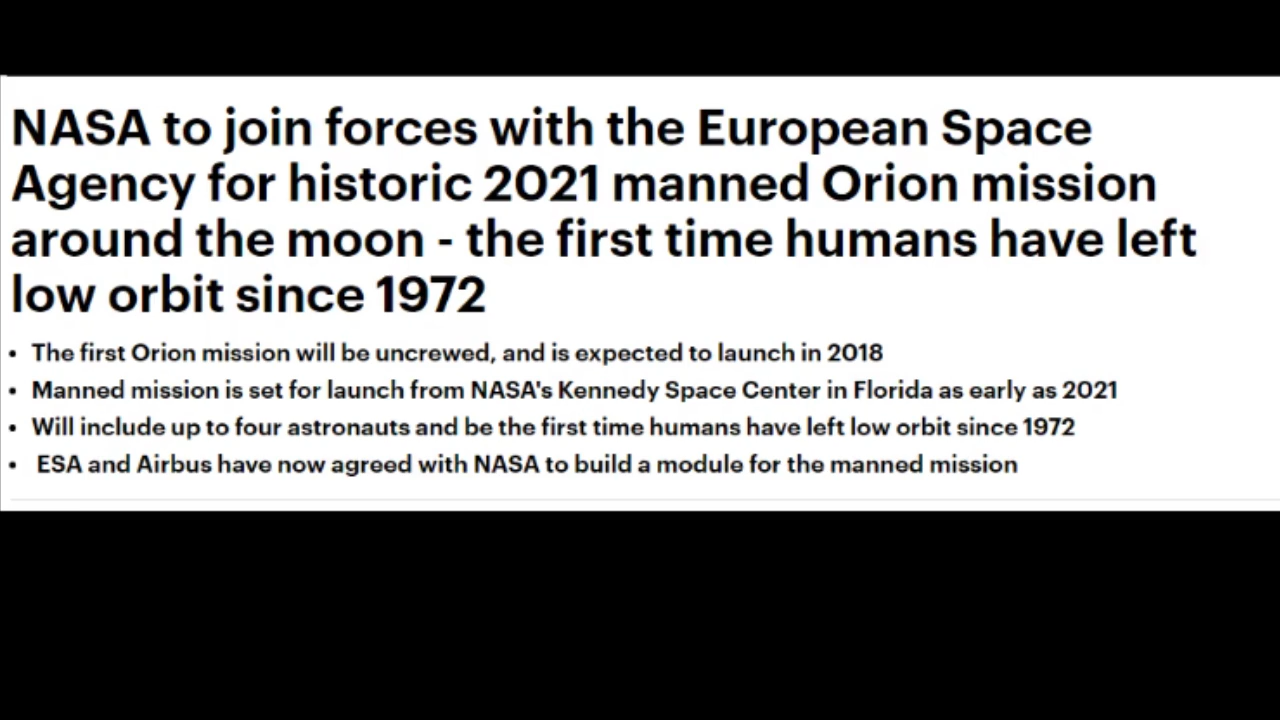 NASA to join forces with the European Space
Agency for historic 2021 manned Orion mission
around the moon - the first time humans have left
low orbit since 1972
• The first Orion mission will be uncrewed, and is expected to launch in 2018
• Manned mission is set for launch from NASA's Kennedy Space Center in Florida as early as 2021
• Will include up to four astronauts and be the first time humans have left low orbit since 1972
• ESA and Airbus have now agreed with NASA to build a module for the manned mission